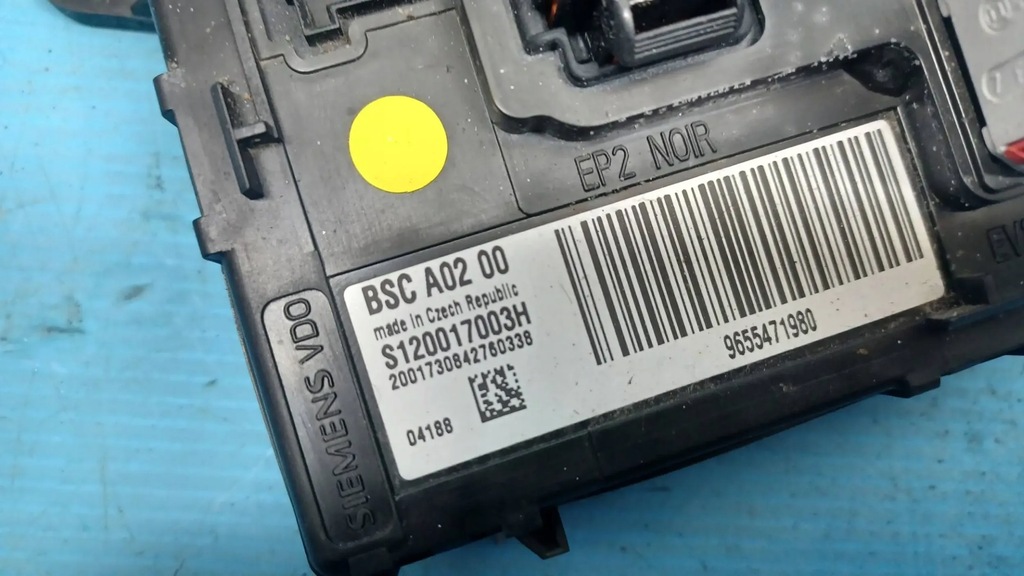 EP2 NOIR
BSC A02 00
made in Czech Republic
S120017003H
2001730842760338
04188
9655471980
SIEMENS VDO